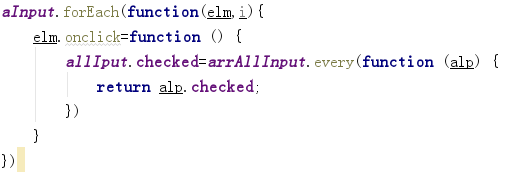 aInput.forEach(function(elm,i){
elm.onclick=function () {
allIput.checked=arrAllInput.every(function (alp) {
return alp.checked;
})
}
})